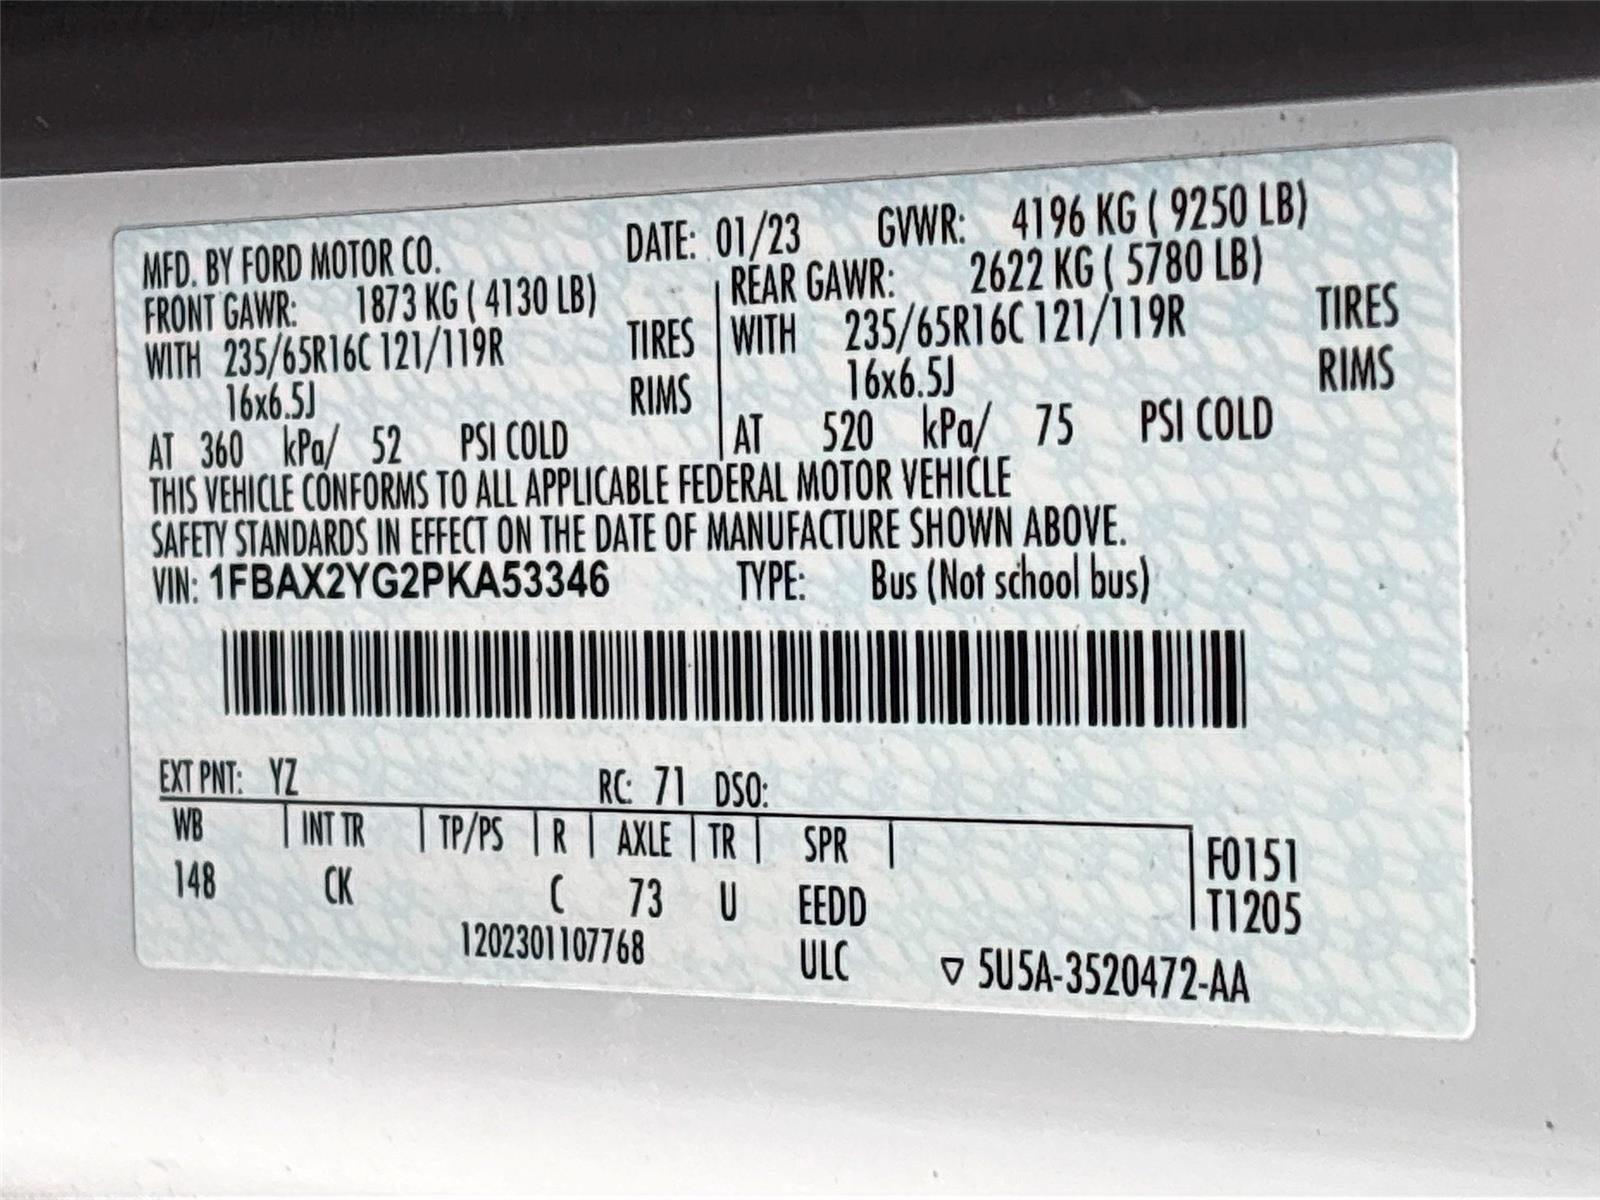 MFD. BY FORD MOTOR CO. DATE: 01/23 GVWR: 4196 KG ( 9250 LB)
FRONT GAWR: 1873 KG ( 4130 LB) REAR GAWR: 2622 KG ( 5780 LB)
WITH 235/65R16C 121/119R TIRES WITH 235/65R16C 121/119R TIRES
16x6.5J RIMS 16x6.5J RIMS
AT 360 kPa/ 52 PSI COLD AT 520 kPa/ 75 PSI COLD
THIS VEHICLE CONFORMS TO ALL APPLICABLE FEDERAL MOTOR VEHICLE
SAFETY STANDARDS IN EFFECT ON THE DATE OF MANUFACTURE SHOWN ABOVE.
VIN: 1FBAX2YG2PKA53346 TYPE: Bus (Not school bus)
EXT PNT: YZ RC: 71 DSO:
WB INT TR TP/PS R AXLE TR SPR F0151
148 CK C 73 U EEDD T1205
1202301107768 ULC ▽ 5U5A-3520472-AA